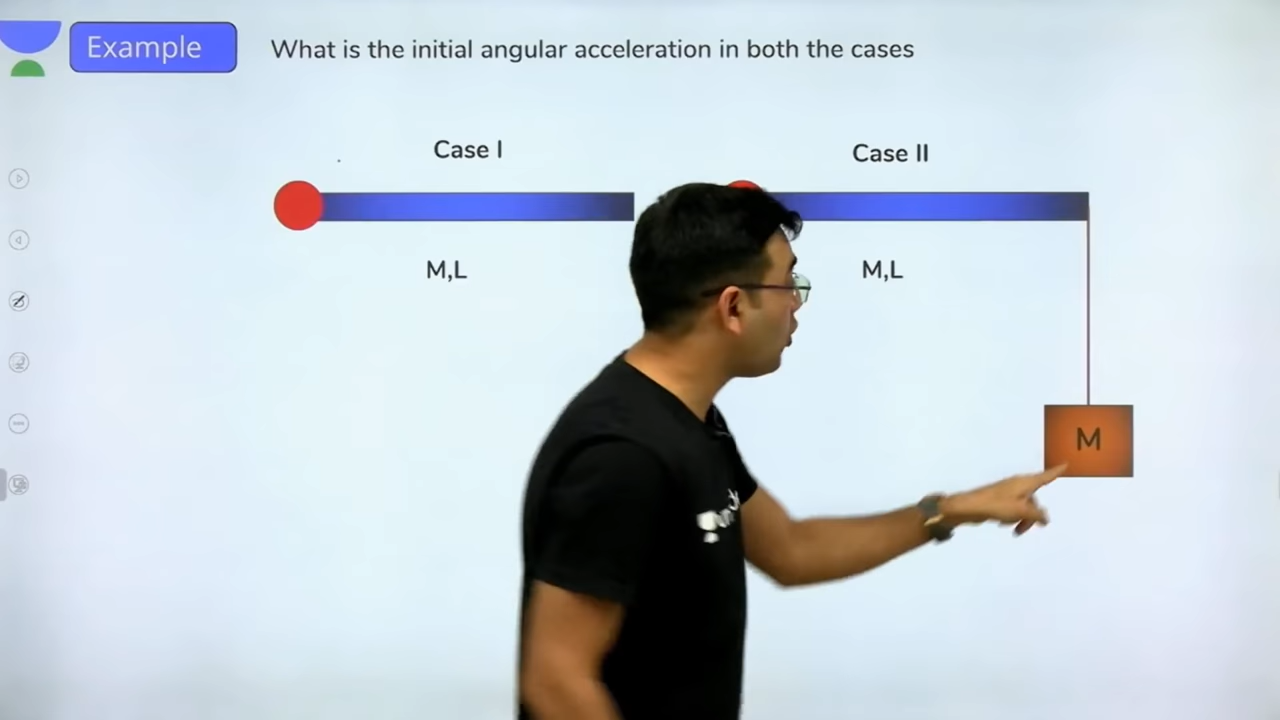 Example
What is the initial angular acceleration in both the cases
Case I
Case II
M,L
M,L
M